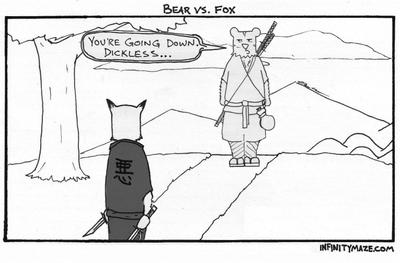 BEAR VS. FOX
YOU'RE GOING DOWN,
DICKLESS...
悪
INFINITYMAZE.COM